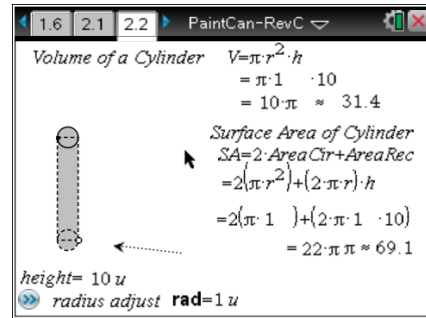 1.6 2.1 2.2 PaintCan-RevC
Volume of a Cylinder V=π·r²·h
= π·1 ·10
= 10·π ≈ 31.4
Surface Area of Cylinder
SA=2·AreaCir+AreaRec
=2(π·r²)+(2·π·r)·h
=2(π·1 )+(2·π·1 ·10)
= 22·π π ≈ 69.1
height= 10 u
radius adjust rad=1 u